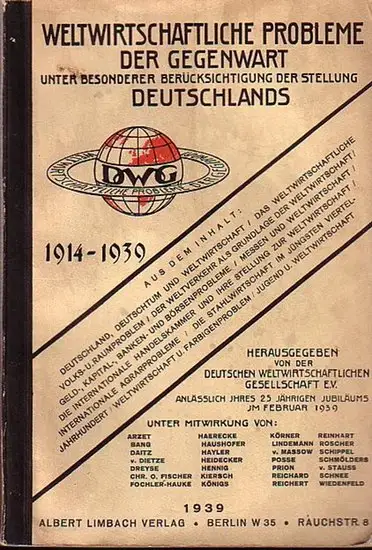 WELTWIRTSCHAFTLICHE PROBLEME
DER GEGENWART
UNTER BESONDERER BERÜCKSICHTIGUNG DER STELLUNG
DEUTSCHLANDS
DWG
1914-1939
AUS DEM INHALT:
DEUTSCHLAND, DEUTSCHTUM UND WELTWIRTSCHAFT / DAS WELTWIRTSCHAFTLICHE
VOLKS- U. RAUMPROBLEM / DER WELTVERKEHR ALS GRUNDLAGE DER WELTWIRTSCHAFT /
GELD-, KAPITAL-, BANKEN- UND BÖRSENPROBLEME / MESSEN UND WELTWIRTSCHAFT /
DIE INTERNATIONALE HANDELSKAMMER UND IHRE STELLUNG ZUR WELTWIRTSCHAFT /
INTERNATIONALE AGRARPROBLEME / DIE STAHLWIRTSCHAFT IM JÜNGSTEN VIERTEL-
JAHRHUNDERT WELTWIRTSCHAFT U. FARBIGENPROBLEM / JUGEND U. WELTWIRTSCHAFT
HERAUSGEGEBEN
VON DER
DEUTSCHEN WELTWIRTSCHAFTLICHEN
GESELLSCHAFT E.V.
ANLÄSSLICH JHRES 25 JÄHRIGEN JUBILÄUMS
JM FEBRUAR 1939
UNTER MITWIRKUNG VON:
ARZET HAERECKE KÖRNER REINHART
BANG HAUSHOFER LINDEMANN ROSCHER
DAITZ HAYLER v. MASSOW SCHIPPEL
v. DIETZE HEIDECKER POSSE SCHMÖLDERS
DREYSE HENNIG PRION v. STAUSS
CHR. O. FISCHER KIERSCH REICHARD SCHNEE
FOCHLER-HAUKE KÖNIGS REICHERT WIEDENFELD
1939
ALBERT LIMBACH VERLAG • BERLIN W 35 • RAUCHSTR. 8